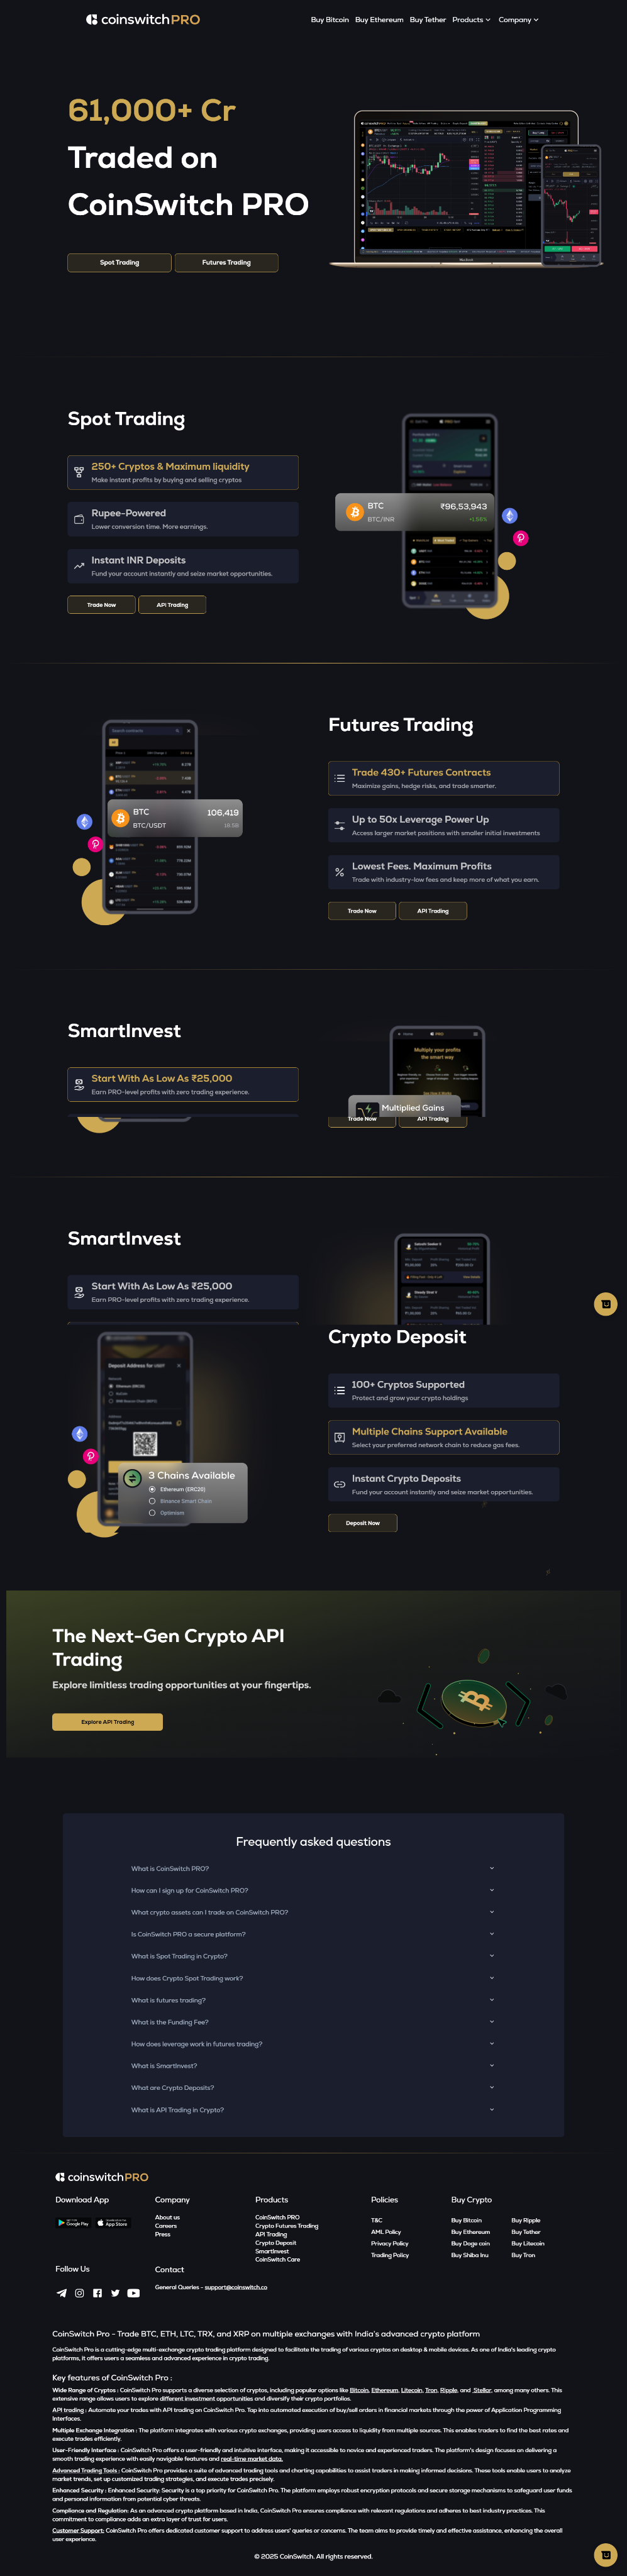 coinswitch PRO
Buy Bitcoin Buy Ethereum Buy Tether Products Company
61,000+ Cr
Traded on
CoinSwitch PRO
Spot Trading Futures Trading
Spot Trading
250+ Cryptos & Maximum liquidity
Make instant profits by buying and selling cryptos
Rupee-Powered
Lower conversion time. More earnings.
Instant INR Deposits
Fund your account instantly and seize market opportunities.
Trade Now API Trading
BTC ₹96,53,943
BTC/INR +1.56%
Search contracts
BTC 106,419
BTC/USDT
Futures Trading
Trade 430+ Futures Contracts
Maximize gains, hedge risks, and trade smarter.
Up to 50x Leverage Power Up
Access larger market positions with smaller initial investments
Lowest Fees. Maximum Profits
Trade with industry-low fees and keep more of what you earn.
Trade Now API Trading
SmartInvest
Start With As Low As ₹25,000
Earn PRO-level profits with zero trading experience.
Multiply your profits
the smart way
Multiplied Gains
Trade Now API Trading
SmartInvest
Start With As Low As ₹25,000
Earn PRO-level profits with zero trading experience.
Deposit Address for USDT
3 Chains Available
Ethereum (ERC20)
Binance Smart Chain
Optimism
Crypto Deposit
100+ Cryptos Supported
Protect and grow your crypto holdings
Multiple Chains Support Available
Select your preferred network chain to reduce gas fees.
Instant Crypto Deposits
Fund your account instantly and seize market opportunities.
Deposit Now
The Next-Gen Crypto API
Trading
Explore limitless trading opportunities at your fingertips.
Explore API Trading
Frequently asked questions
What is CoinSwitch PRO?
How can I sign up for CoinSwitch PRO?
What crypto assets can I trade on CoinSwitch PRO?
Is CoinSwitch PRO a secure platform?
What is Spot Trading in Crypto?
How does Crypto Spot Trading work?
What is futures trading?
What is the Funding Fee?
How does leverage work in futures trading?
What is SmartInvest?
What are Crypto Deposits?
What is API Trading in Crypto?
coinswitch PRO
Download App
Google Play App Store
Follow Us
Company
About us
Careers
Press
Contact
General Queries - support@coinswitch.co
Products
CoinSwitch PRO
Crypto Futures Trading
API Trading
Crypto Deposit
SmartInvest
CoinSwitch Care
Policies
T&C
AML Policy
Privacy Policy
Trading Policy
Buy Crypto
Buy Bitcoin Buy Ripple
Buy Ethereum Buy Tether
Buy Doge coin Buy Litecoin
Buy Shiba Inu Buy Tron
CoinSwitch Pro - Trade BTC, ETH, LTC, TRX, and XRP on multiple exchanges with India's advanced crypto platform
CoinSwitch Pro is a cutting-edge multi-exchange crypto trading platform designed to facilitate the trading of various cryptos on desktop & mobile devices. As one of India's leading crypto
platforms, it offers users a seamless and advanced experience in crypto trading.
Key features of CoinSwitch Pro :
Wide Range of Cryptos : CoinSwitch Pro supports a diverse selection of cryptos, including popular options like Bitcoin, Ethereum, Litecoin, Tron, Ripple, and Stellar, among many others. This
extensive range allows users to explore different investment opportunities and diversify their crypto portfolios.
API trading : Automate your trades with API trading on CoinSwitch Pro. Tap into automated execution of buy/sell orders in financial markets through the power of Application Programming
Interfaces.
Multiple Exchange Integration : The platform integrates with various crypto exchanges, providing users access to liquidity from multiple sources. This enables traders to find the best rates and
execute trades efficiently.
User-Friendly Interface : CoinSwitch Pro offers a user-friendly and intuitive interface, making it accessible to novice and experienced traders. The platform's design focuses on delivering a
smooth trading experience with easily navigable features and real-time market data.
Advanced Trading Tools : CoinSwitch Pro provides a suite of advanced trading tools and charting capabilities to assist traders in making informed decisions. These tools enable users to analyze
market trends, set up customized trading strategies, and execute trades precisely.
Enhanced Security : Enhanced Security: Security is a top priority for CoinSwitch Pro. The platform employs robust encryption protocols and secure storage mechanisms to safeguard user funds
and personal information from potential cyber threats.
Compliance and Regulation: As an advanced crypto platform based in India, CoinSwitch Pro ensures compliance with relevant regulations and adheres to best industry practices. This
commitment to compliance adds an extra layer of trust for users.
Customer Support: CoinSwitch Pro offers dedicated customer support to address users' queries or concerns. The team aims to provide timely and effective assistance, enhancing the overall
user experience.
© 2025 CoinSwitch. All rights reserved.